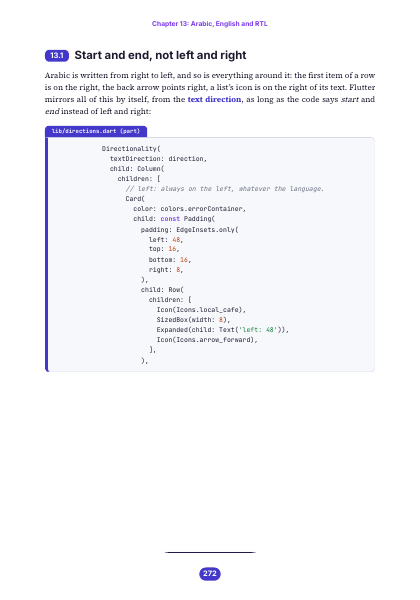 Chapter 13: Arabic, English and RTL
13.1 Start and end, not left and right
Arabic is written from right to left, and so is everything around it: the first item of a row
is on the right, the back arrow points right, a list's icon is on the right of its text. Flutter
mirrors all of this by itself, from the text direction, as long as the code says start and
end instead of left and right:
lib/directions.dart (part)
Directionality(
textDirection: direction,
child: Column(
children: [
// left: always on the left, whatever the language.
Card(
color: colors.errorContainer,
child: const Padding(
padding: EdgeInsets.only(
left: 48,
top: 16,
bottom: 16,
right: 8,
),
child: Row(
children: [
Icon(Icons.local_cafe),
SizedBox(width: 8),
Expanded(child: Text('left: 48')),
Icon(Icons.arrow_forward),
],
),
272